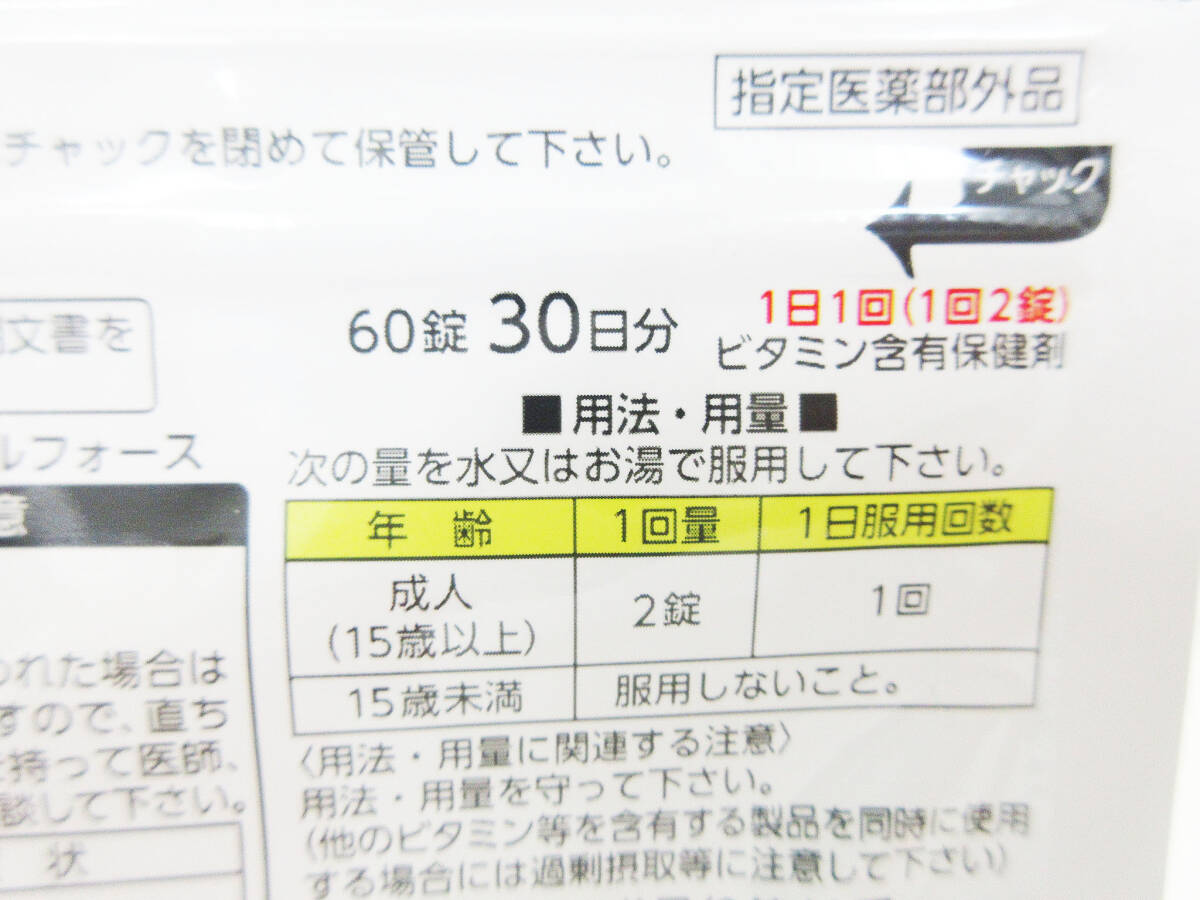 指定医薬部外品
チャックを閉めて保管して下さい。
チャック
60錠 30日分
1日1回(1回2錠)
ビタミン含有保健剤
文書を
ルフォース
意
■用法・用量■
次の量を水又はお湯で服用して下さい。
年 齢 1回量 1日服用回数
成人
(15歳以上) 2錠 1回
15歳未満 服用しないこと。
〈用法・用量に関連する注意〉
用法・用量を守って下さい。
(他のビタミン等を含有する製品を同時に使用
する場合には過剰摂取等に注意して下さい)
われた場合は
すので、直ち
持って医師、
談して下さい。
状